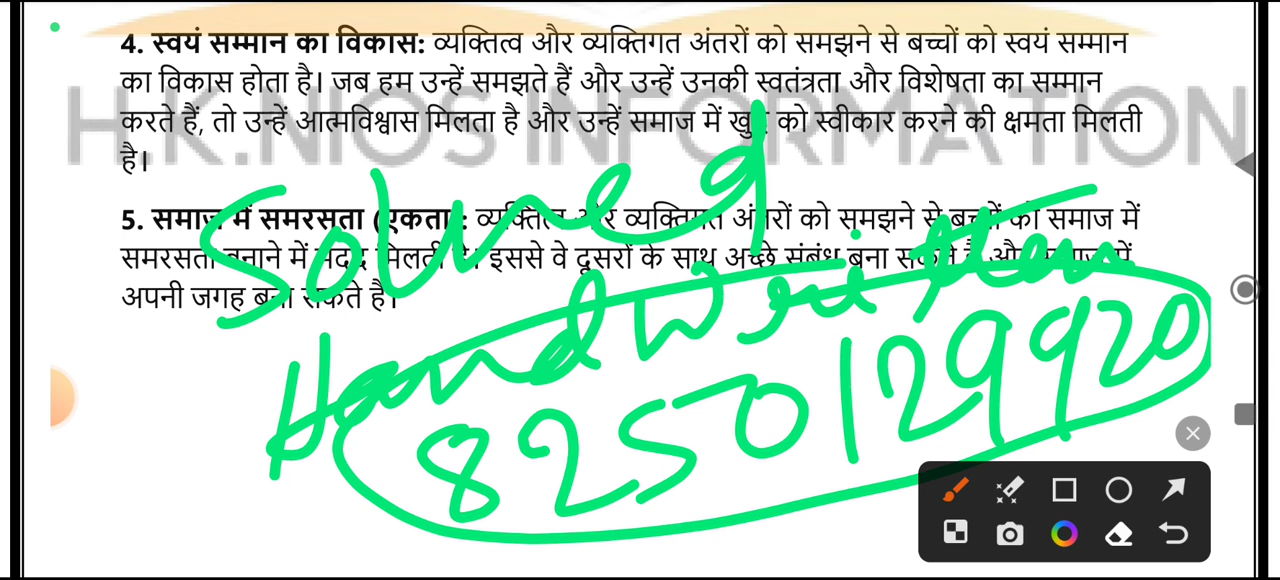 4. स्वयं सम्मान का विकास: व्यक्तित्व और व्यक्तिगत अंतरों को समझने से बच्चों को स्वयं सम्मान
का विकास होता है। जब हम उन्हें समझते हैं और उन्हें उनकी स्वतंत्रता और विशेषता का सम्मान
करते हैं, तो उन्हें आत्मविश्वास मिलता है और उन्हें समाज में खुद को स्वीकार करने की क्षमता मिलती
है।
H.K.NIOS INFORMATION
5. समाज में समरसता (एकता): व्यक्तित्व और व्यक्तिगत अंतरों को समझने से बच्चों को समाज में
समरसता बनाने में मदद मिलती है। इससे वे दूसरों के साथ अच्छे संबंध बना सकते हैं और समाज में
अपनी जगह बना सकते है।
Solved
Handwritten
8250129920